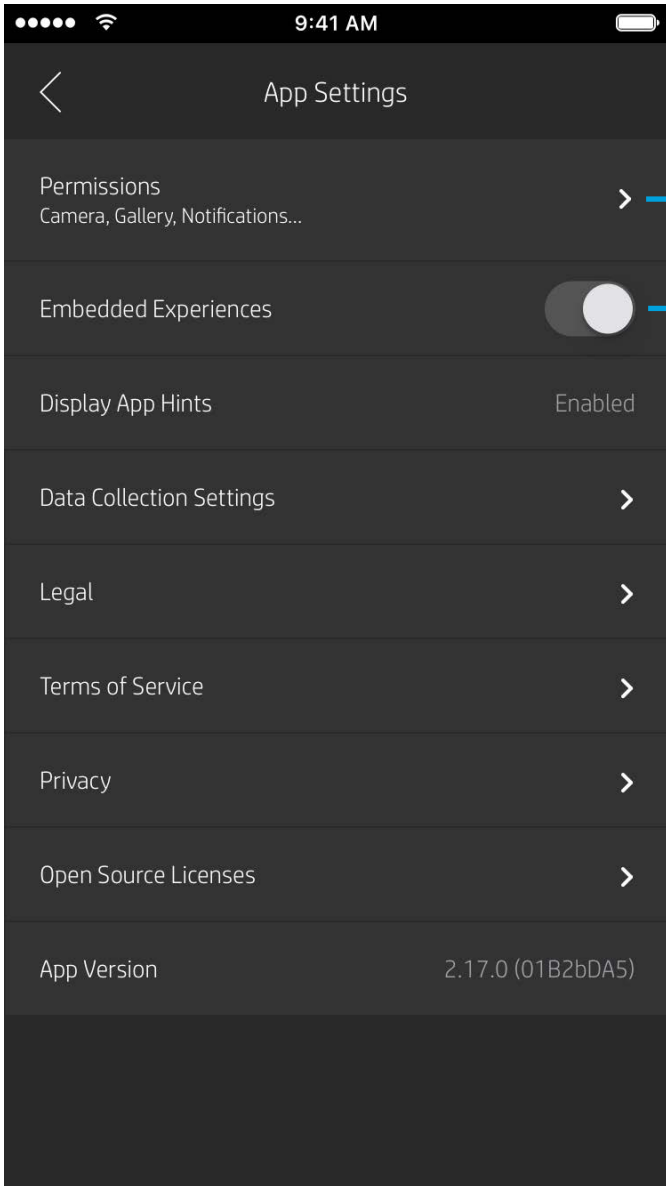 9:41 AM
App Settings
Permissions
Camera, Gallery, Notifications...
Embedded Experiences
Display App Hints Enabled
Data Collection Settings
Legal
Terms of Service
Privacy
Open Source Licenses
App Version 2.17.0 (01B2bDA5)